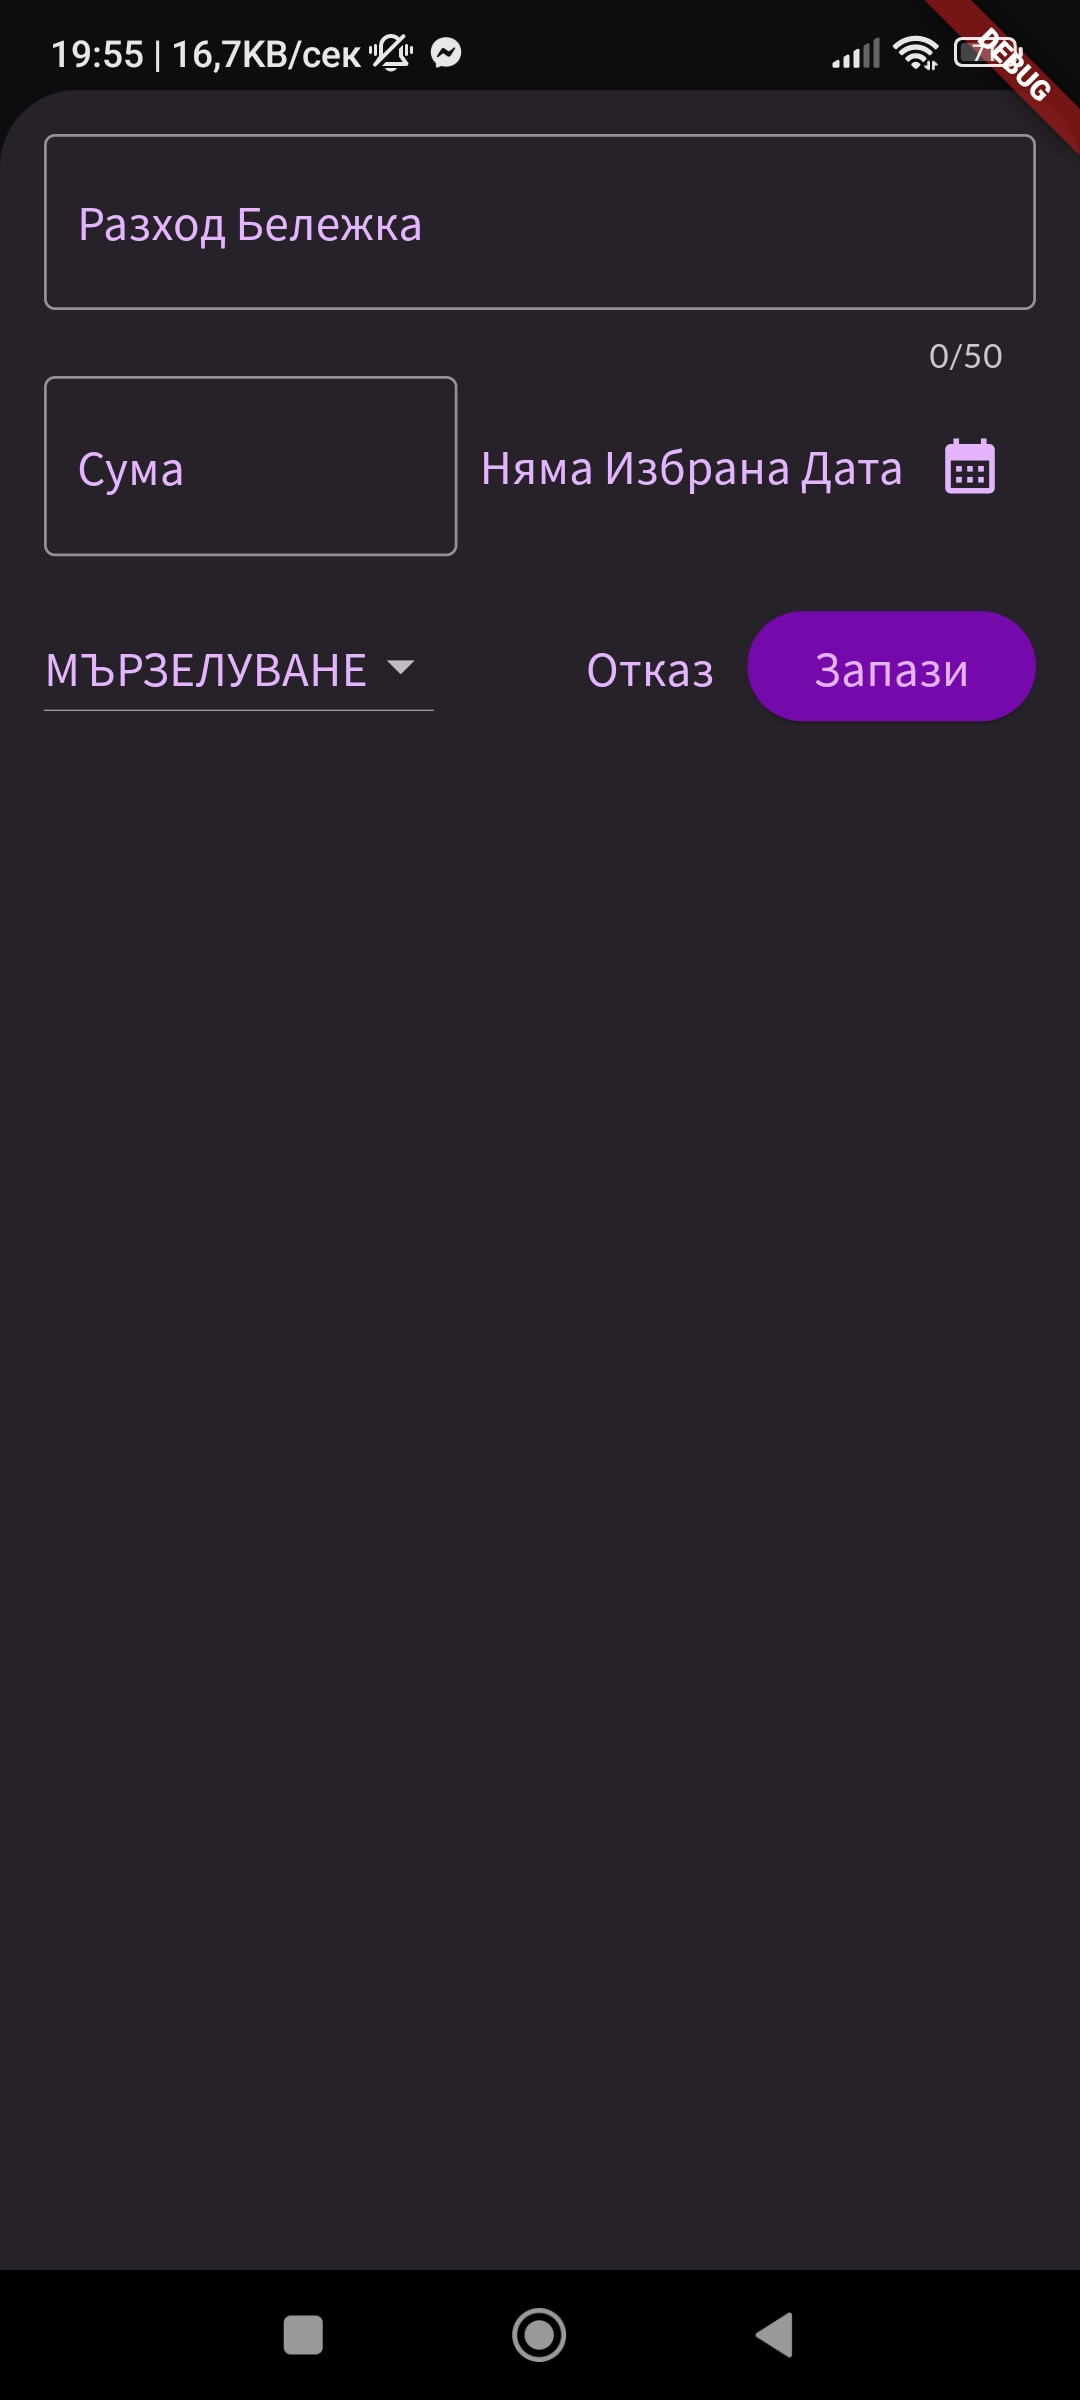 19:55 | 16,7KB/сек
DEBUG
Разход Бележка
0/50
Сума
Няма Избрана Дата
МЪРЗЕЛУВАНЕ
Отказ
Запази